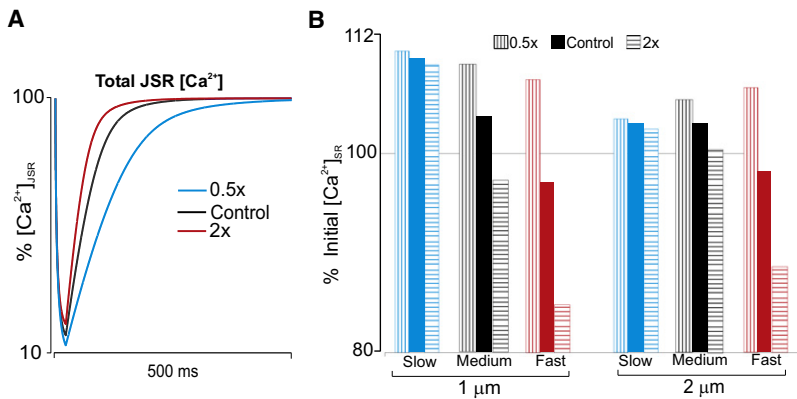 A
Total JSR [Ca²⁺]
100
% [Ca²⁺]JSR
0.5x
Control
2x
10
500 ms
B
112
0.5x
Control
2x
100
% Initial [Ca²⁺]SR
80
Slow
Medium
Fast
Slow
Medium
Fast
1 µm
2 µm